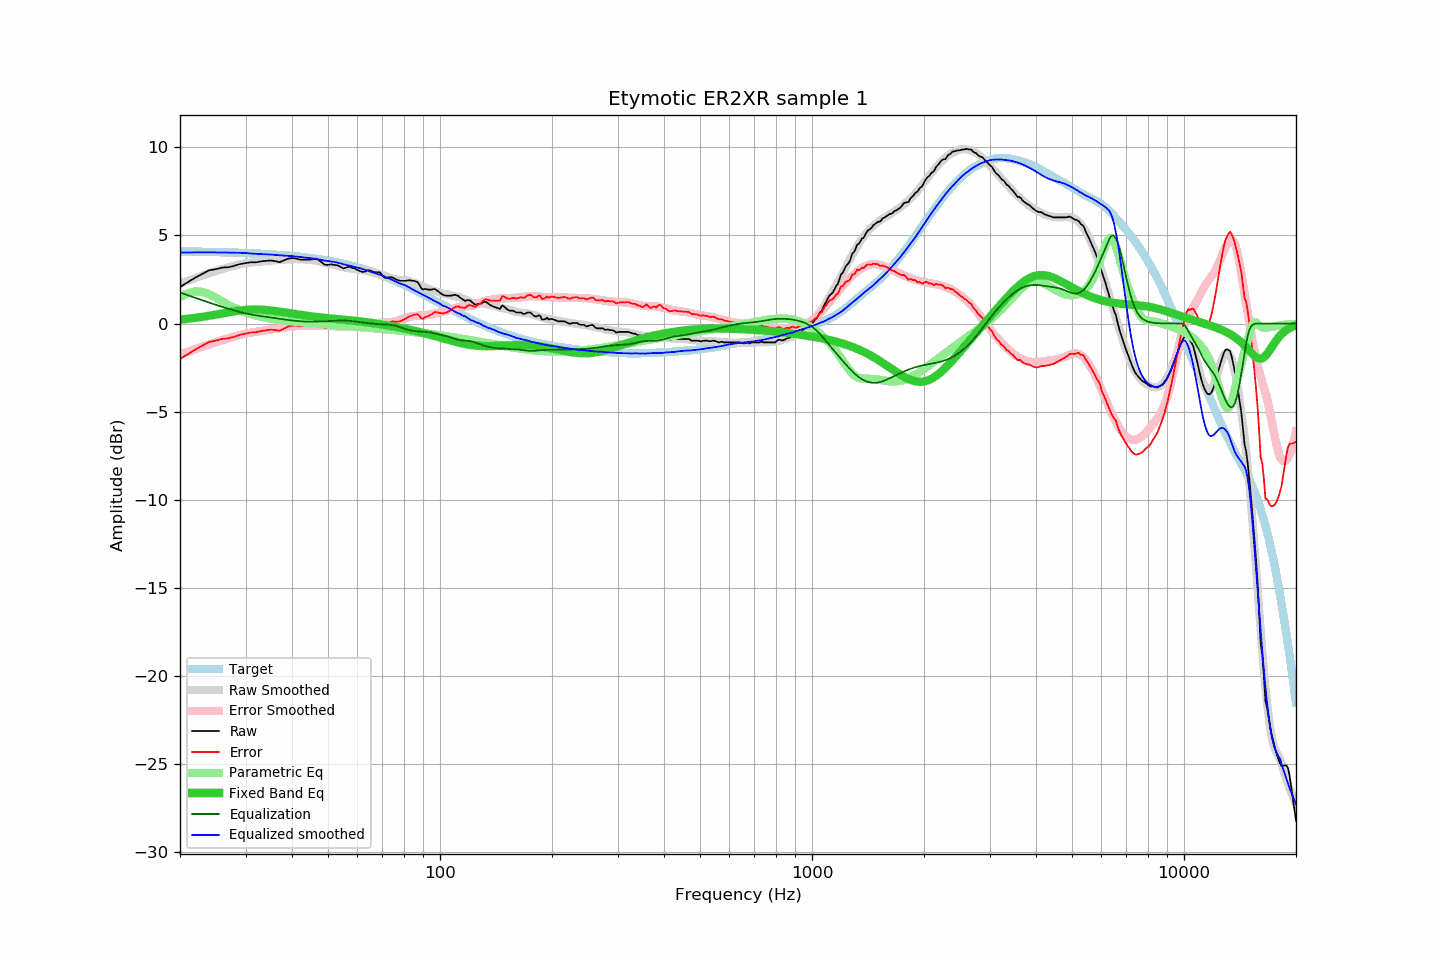 Etymotic ER2XR sample 1
10
5
0
−5
−10
−15
−20
−25
−30
Amplitude (dBr)
Target
Raw Smoothed
Error Smoothed
Raw
Error
Parametric Eq
Fixed Band Eq
Equalization
Equalized smoothed
100
1000
10000
Frequency (Hz)